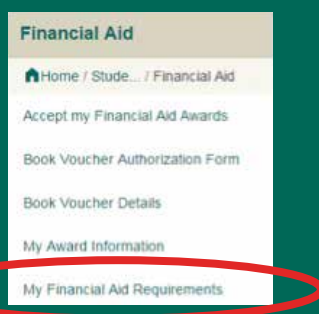 Financial Aid
Home / Stude... / Financial Aid
Accept my Financial Aid Awards
Book Voucher Authorization Form
Book Voucher Details
My Award Information
My Financial Aid Requirements